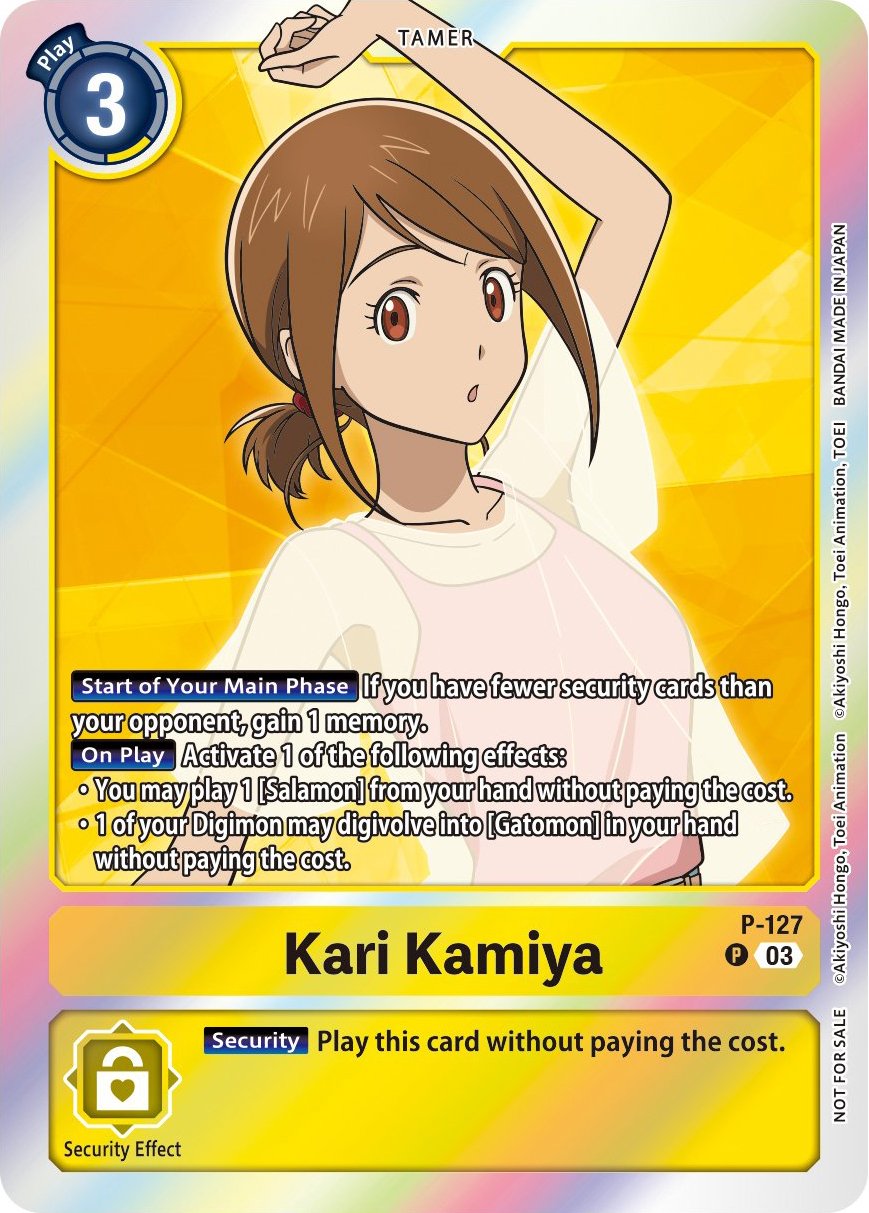 TAMER
Play
3
Start of Your Main Phase If you have fewer security cards than
your opponent, gain 1 memory.
On Play Activate 1 of the following effects:
• You may play 1 [Salamon] from your hand without paying the cost.
• 1 of your Digimon may digivolve into [Gatomon] in your hand
without paying the cost.
P-127
Kari Kamiya
P 03
Security Play this card without paying the cost.
Security Effect
©Akiyoshi Hongo, Toei Animation ©Akiyoshi Hongo, Toei Animation, TOEI BANDAI MADE IN JAPAN
NOT FOR SALE